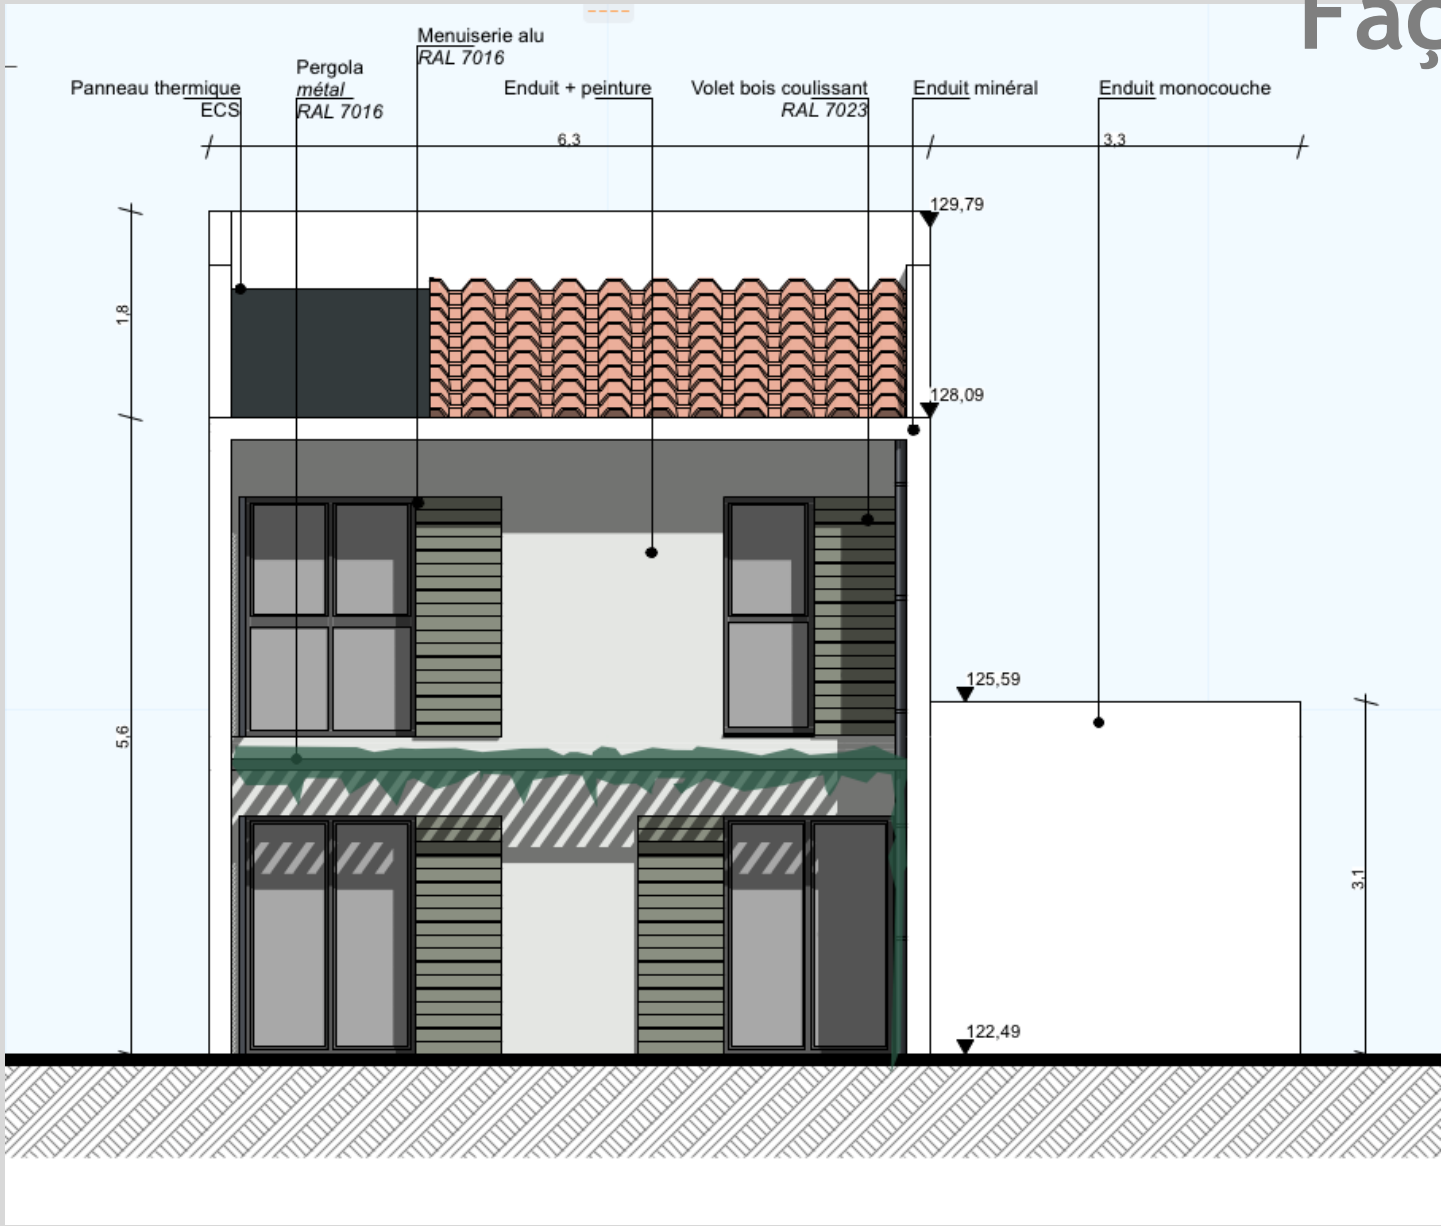 Faç
Menuiserie alu
RAL 7016
Pergola
métal
RAL 7016
Panneau thermique
ECS
Enduit + peinture
Volet bois coulissant
RAL 7023
Enduit minéral
Enduit monocouche
6,3
3,3
129,79
1,8
128,09
125,59
5,6
3,1
122,49